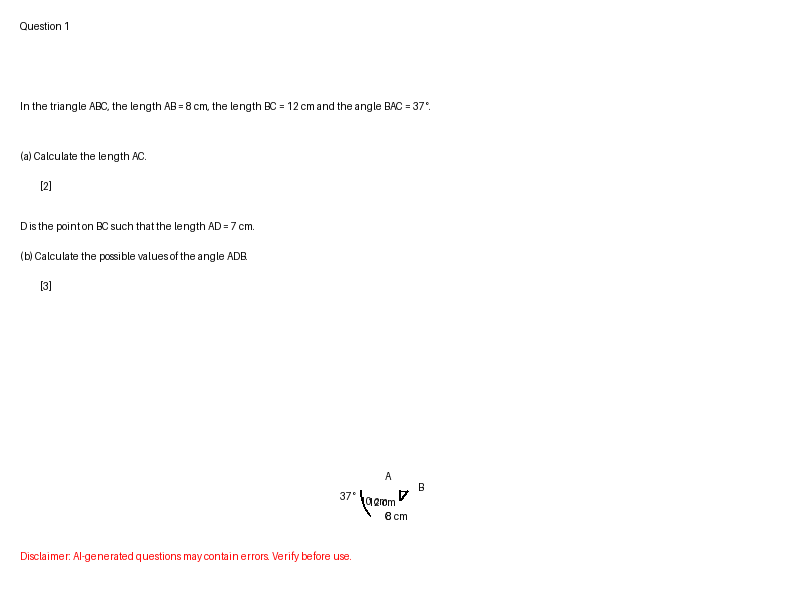 Question 1
In the triangle ABC, the length AB = 8 cm, the length BC = 12 cm and the angle BAC = 37°.
(a) Calculate the length AC.
[2]
D is the point on BC such that the length AD = 7 cm.
(b) Calculate the possible values of the angle ADB.
[3]
A
B
37°
12 cm
8 cm
Disclaimer: AI-generated questions may contain errors. Verify before use.